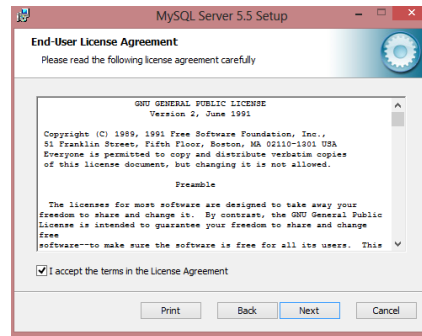 MySQL Server 5.5 Setup
End-User License Agreement
Please read the following license agreement carefully
GNU GENERAL PUBLIC LICENSE
Version 2, June 1991
Copyright (C) 1989, 1991 Free Software Foundation, Inc.,
51 Franklin Street, Fifth Floor, Boston, MA 02110-1301 USA
Everyone is permitted to copy and distribute verbatim copies
of this license document, but changing it is not allowed.
Preamble
The licenses for most software are designed to take away your
freedom to share and change it. By contrast, the GNU General Public
License is intended to guarantee your freedom to share and change
free
software--to make sure the software is free for all its users. This
I accept the terms in the License Agreement
Print Back Next Cancel